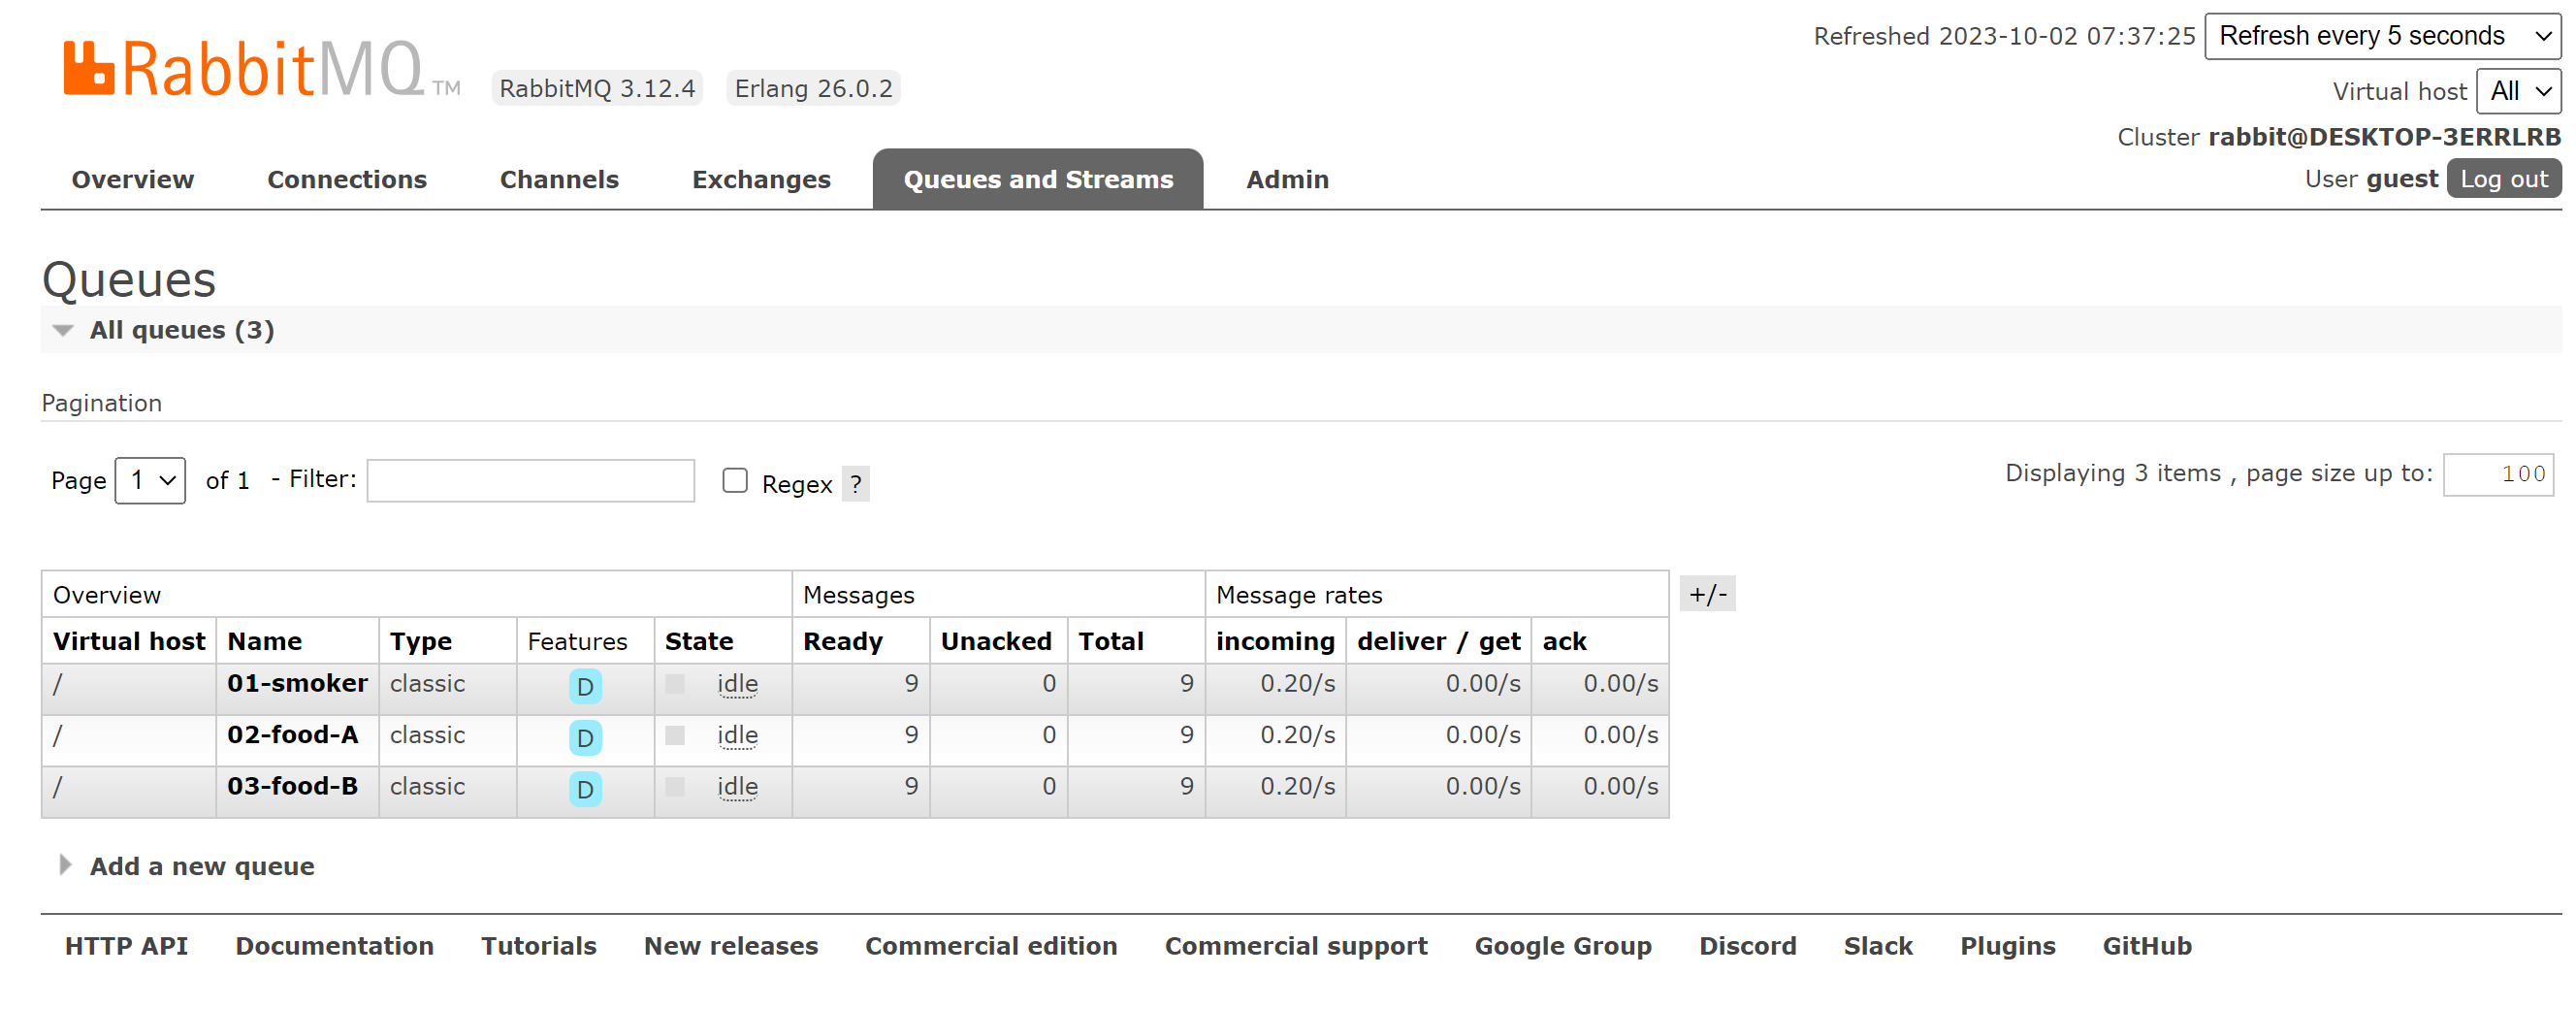 Refreshed 2023-10-02 07:37:25 Refresh every 5 seconds
RabbitMQ TM RabbitMQ 3.12.4 Erlang 26.0.2
Virtual host All
Cluster rabbit@DESKTOP-3ERRLRB
User guest Log out
Overview Connections Channels Exchanges Queues and Streams Admin
Queues
All queues (3)
Pagination
Page 1 of 1 - Filter: Regex ? Displaying 3 items , page size up to: 100
Overview Messages Message rates +/-
Virtual host Name Type Features State Ready Unacked Total incoming deliver / get ack
/ 01-smoker classic D idle 9 0 9 0.20/s 0.00/s 0.00/s
/ 02-food-A classic D idle 9 0 9 0.20/s 0.00/s 0.00/s
/ 03-food-B classic D idle 9 0 9 0.20/s 0.00/s 0.00/s
Add a new queue
HTTP API Documentation Tutorials New releases Commercial edition Commercial support Google Group Discord Slack Plugins GitHub